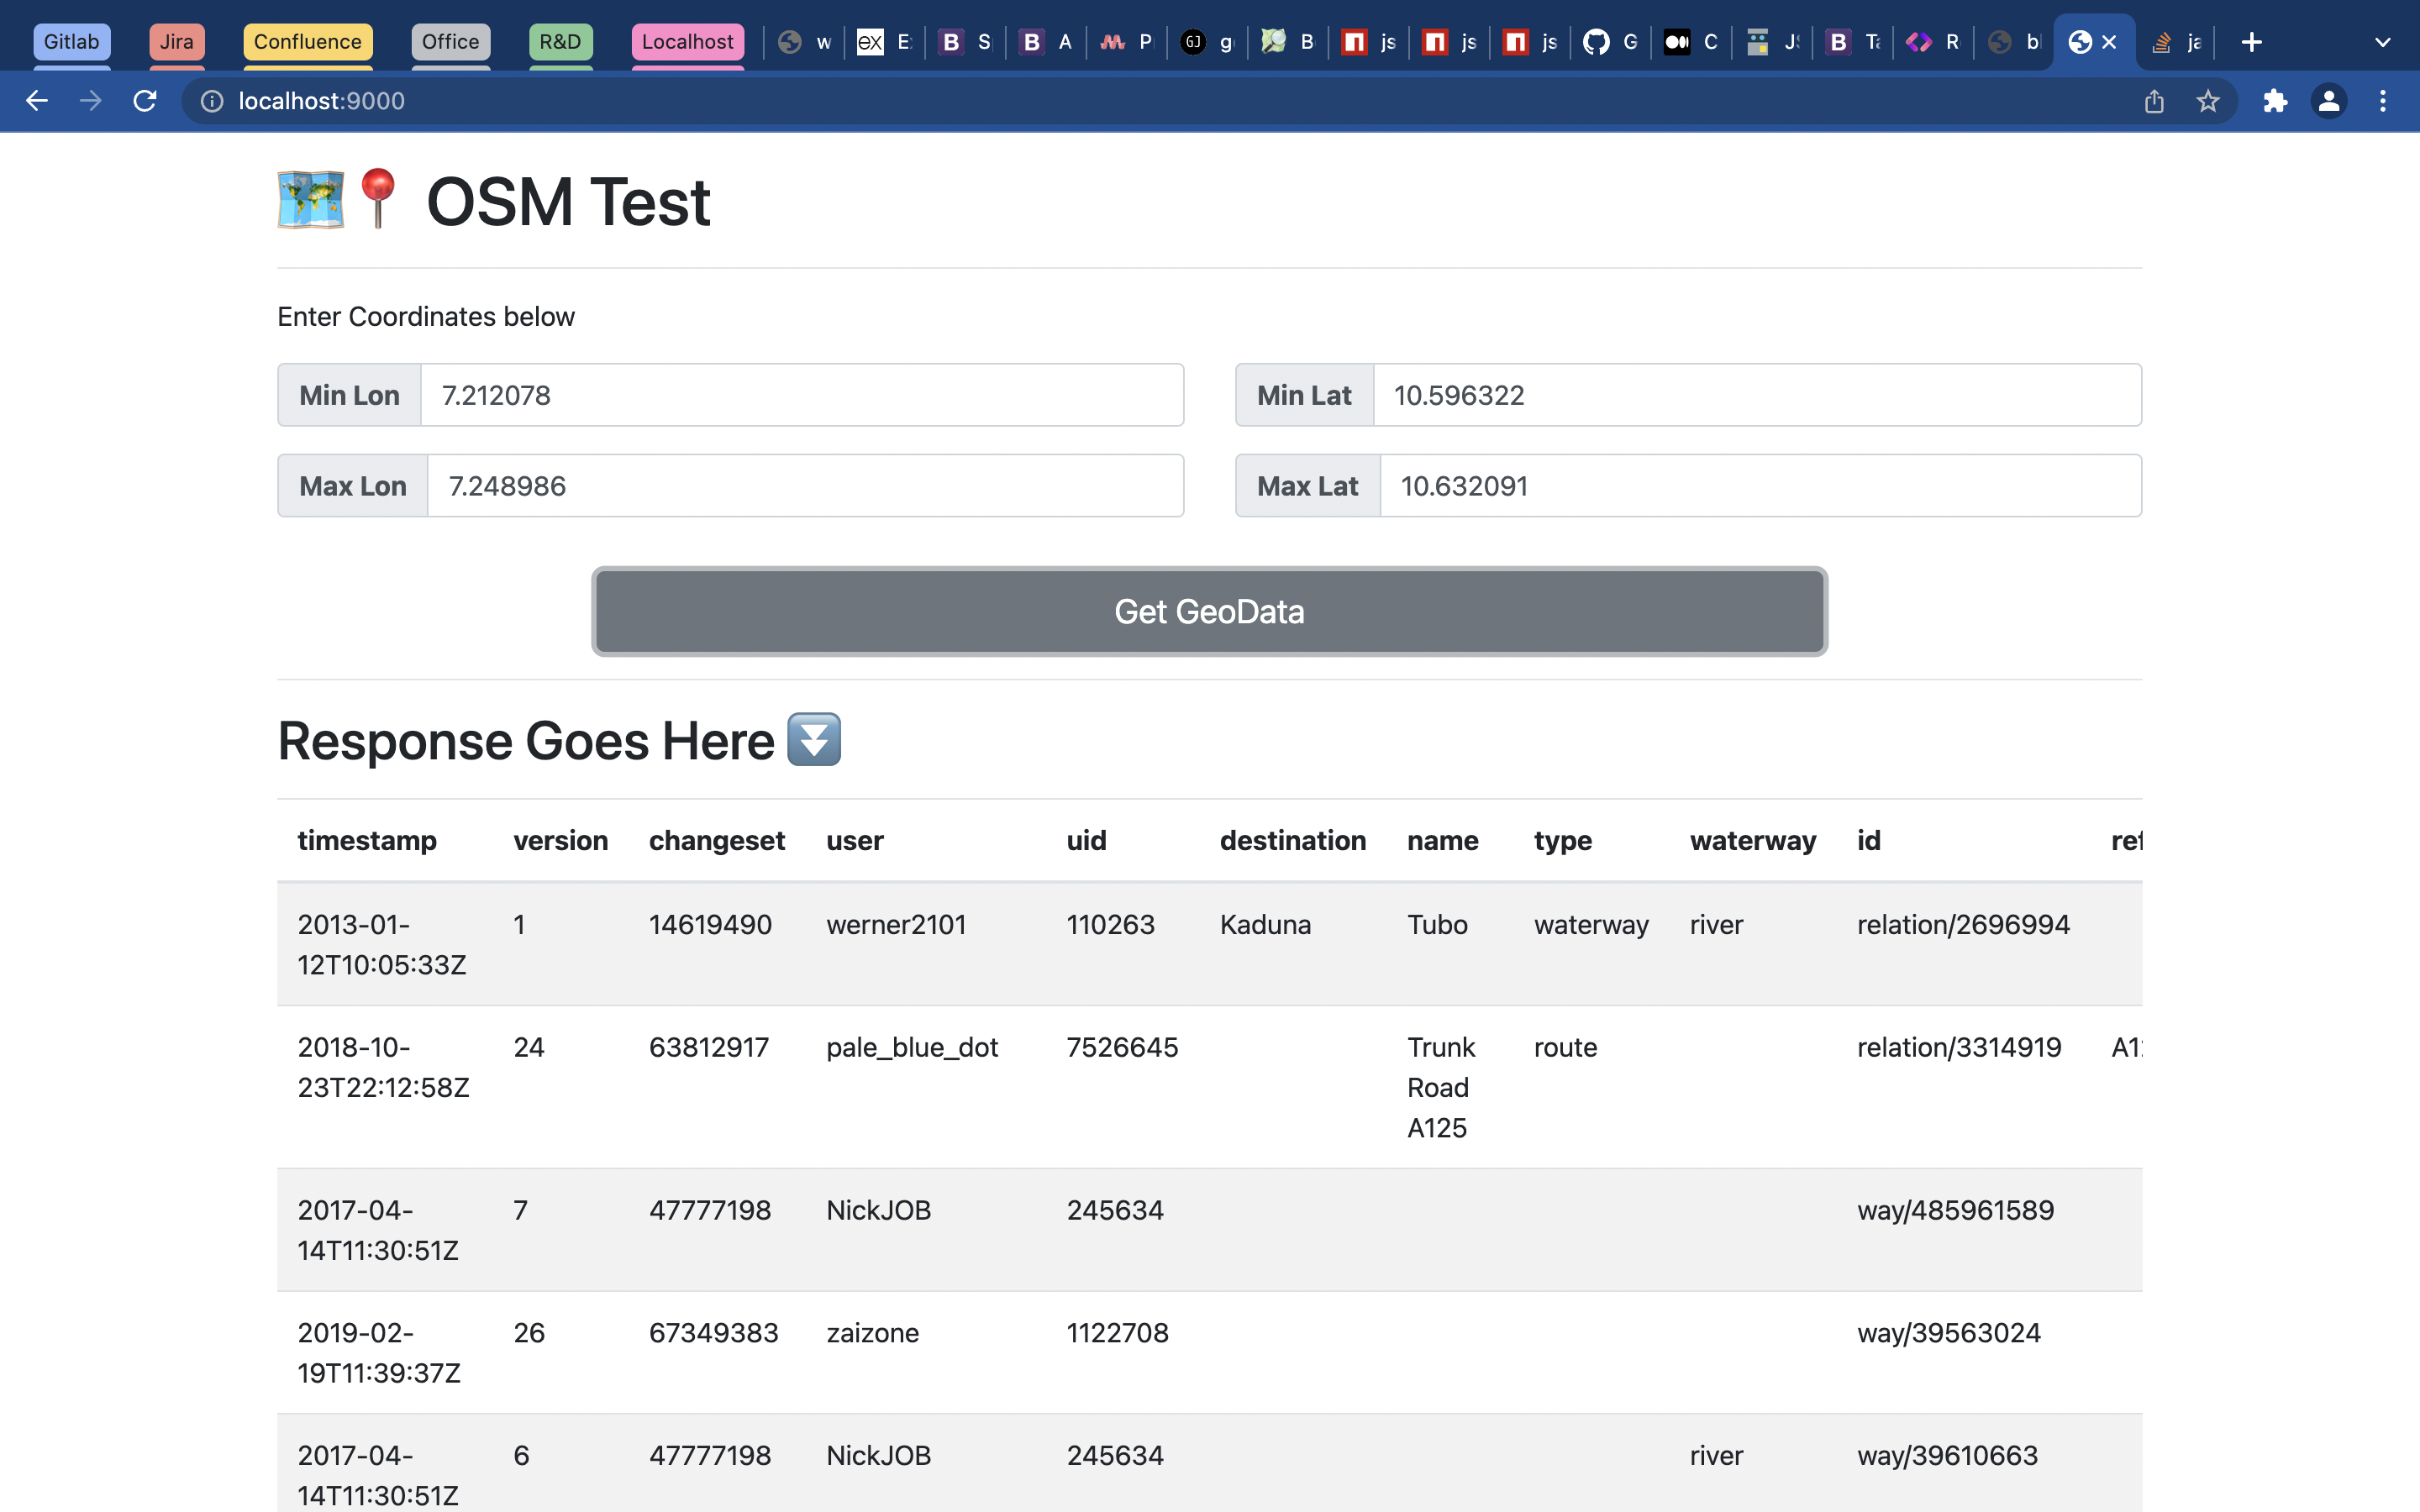 Gitlab Jira Confluence Office R&D Localhost w E B S B A P GJ g B js js js G C J B Ta R b ja
localhost:9000
OSM Test
Enter Coordinates below
Min Lon 7.212078 Min Lat 10.596322
Max Lon 7.248986 Max Lat 10.632091
Get GeoData
Response Goes Here
timestamp version changeset user uid destination name type waterway id ref
2013-01- 1 14619490 werner2101 110263 Kaduna Tubo waterway river relation/2696994
12T10:05:33Z
2018-10- 24 63812917 pale_blue_dot 7526645 Trunk route relation/3314919 A1
23T22:12:58Z Road
A125
2017-04- 7 47777198 NickJOB 245634 way/485961589
14T11:30:51Z
2019-02- 26 67349383 zaizone 1122708 way/39563024
19T11:39:37Z
2017-04- 6 47777198 NickJOB 245634 river way/39610663
14T11:30:51Z